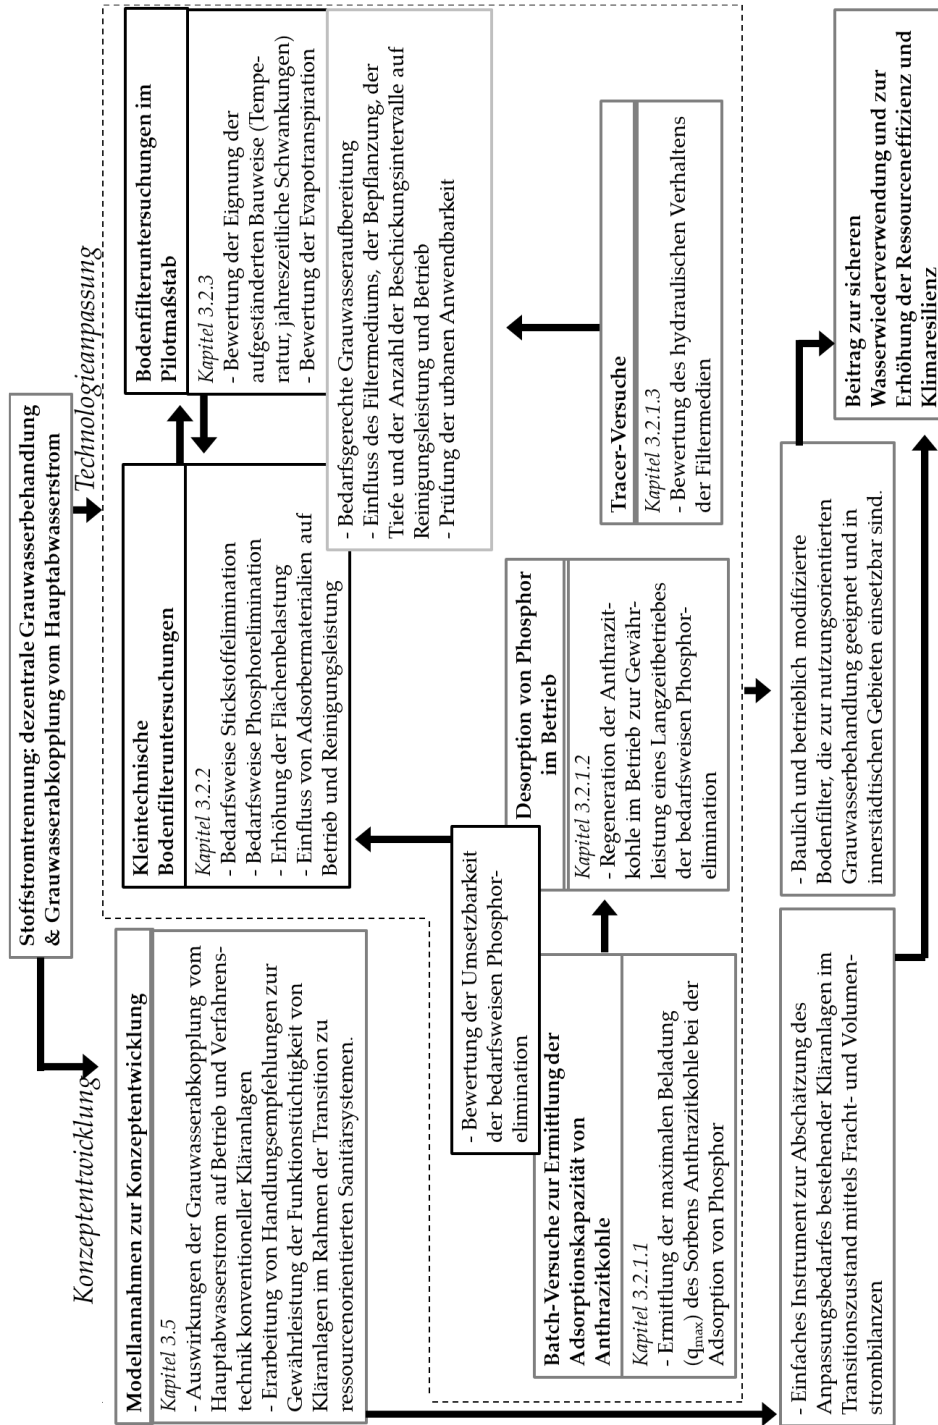 Stoffstromtrennung: dezentrale Grauwasserbehandlung
& Grauwasserabkopplung vom Hauptabwasserstrom
Konzeptentwicklung
Technologieanpassung
Modellannahmen zur Konzeptentwicklung
Kapitel 3.5
- Auswirkungen der Grauwasserabkopplung vom
Hauptabwasserstrom auf Betrieb und Verfahrens-
technik konventioneller Kläranlagen
- Erarbeitung von Handlungsempfehlungen zur
Gewährleistung der Funktionstüchtigkeit von
Kläranlagen im Rahmen der Transition zu
ressourcenorientierten Sanitärsystemen.
Kleintechnische
Bodenfilteruntersuchungen
Kapitel 3.2.2
- Bedarfsweise Stickstoffelimination
- Bedarfsweise Phosphorelimination
- Erhöhung der Flächenbelastung
- Einfluss von Adsorbermaterialien auf
Betrieb und Reinigungsleistung
Bodenfilteruntersuchungen im
Pilotmaßstab
Kapitel 3.2.3
- Bewertung der Eignung der
aufgeständerten Bauweise (Tempe-
ratur, jahreszeitliche Schwankungen)
- Bewertung der Evapotranspiration
- Bedarfsgerechte Grauwasseraufbereitung
- Einfluss des Filtermediums, der Bepflanzung, der
Tiefe und der Anzahl der Beschickungsintervalle auf
Reinigungsleistung und Betrieb
- Prüfung der urbanen Anwendbarkeit
- Bewertung der Umsetzbarkeit
der bedarfsweisen Phosphor-
elimination
Batch-Versuche zur Ermittlung der
Adsorptionskapazität von
Anthrazitkohle
Kapitel 3.2.1.1
- Ermittlung der maximalen Beladung
(qmax) des Sorbens Anthrazitkohle bei der
Adsorption von Phosphor
Desorption von Phosphor
im Betrieb
Kapitel 3.2.1.2
- Regeneration der Anthrazit-
kohle im Betrieb zur Gewähr-
leistung eines Langzeitbetriebes
der bedarfsweisen Phosphor-
elimination
Tracer-Versuche
Kapitel 3.2.1.3
- Bewertung des hydraulischen Verhaltens
der Filtermedien
- Einfaches Instrument zur Abschätzung des
Anpassungsbedarfes bestehender Kläranlagen im
Transitionszustand mittels Fracht- und Volumen-
strombilanzen
- Baulich und betrieblich modifizierte
Bodenfilter, die zur nutzungsorientierten
Grauwasserbehandlung geeignet und in
innerstädtischen Gebieten einsetzbar sind.
Beitrag zur sicheren
Wasserwiederverwendung und zur
Erhöhung der Ressourceneffizienz und
Klimaresilienz